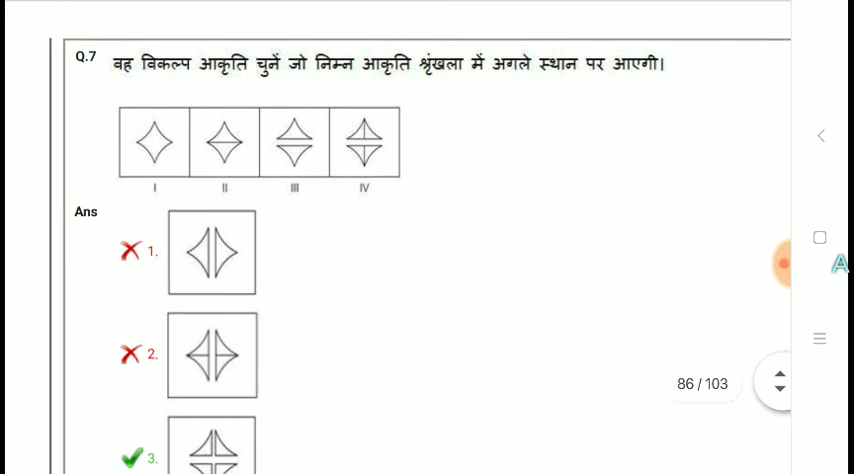 Q.7 वह विकल्प आकृति चुनें जो निम्न आकृति श्रृंखला में अगले स्थान पर आएगी।
I II III IV
Ans
1.
2.
86 / 103
3.
A